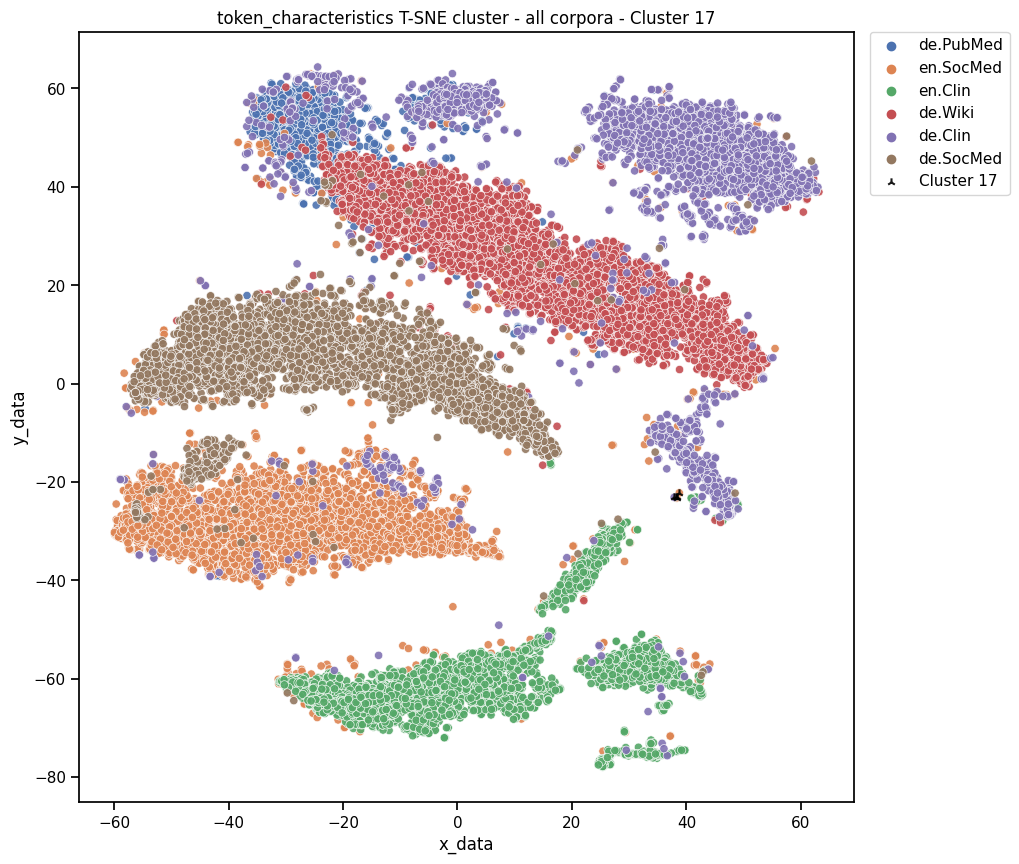 token_characteristics T-SNE cluster - all corpora - Cluster 17
de.PubMed
en.SocMed
en.Clin
de.Wiki
de.Clin
de.SocMed
Cluster 17
y_data
60
40
20
0
−20
−40
−60
−80
−60
−40
−20
0
20
40
60
x_data